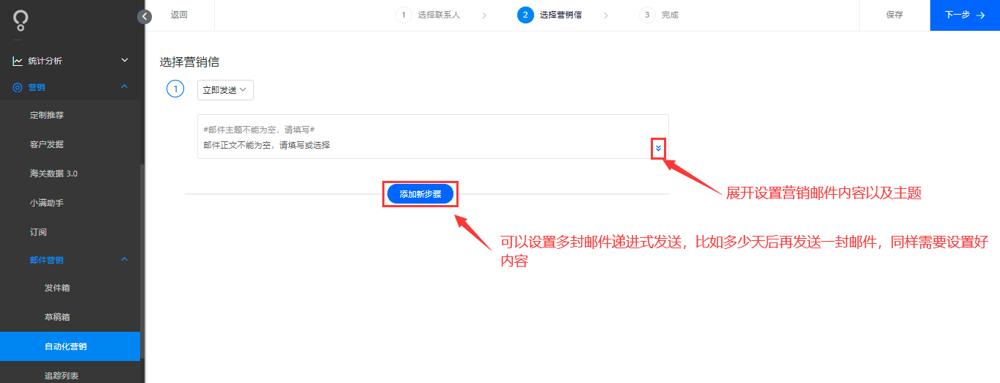 返回
1 选择联系人
2 选择营销信
3 完成
保存
下一步
统计分析
营销
定制推荐
客户发掘
海关数据 3.0
小满助手
订阅
邮件营销
发件箱
草稿箱
自动化营销
追踪列表
选择营销信
1 立即发送
#邮件主题不能为空，请填写#
邮件正文不能为空，请填写或选择
添加新步骤
展开设置营销邮件内容以及主题
可以设置多封邮件递进式发送，比如多少天后再发送一封邮件，同样需要设置好
内容